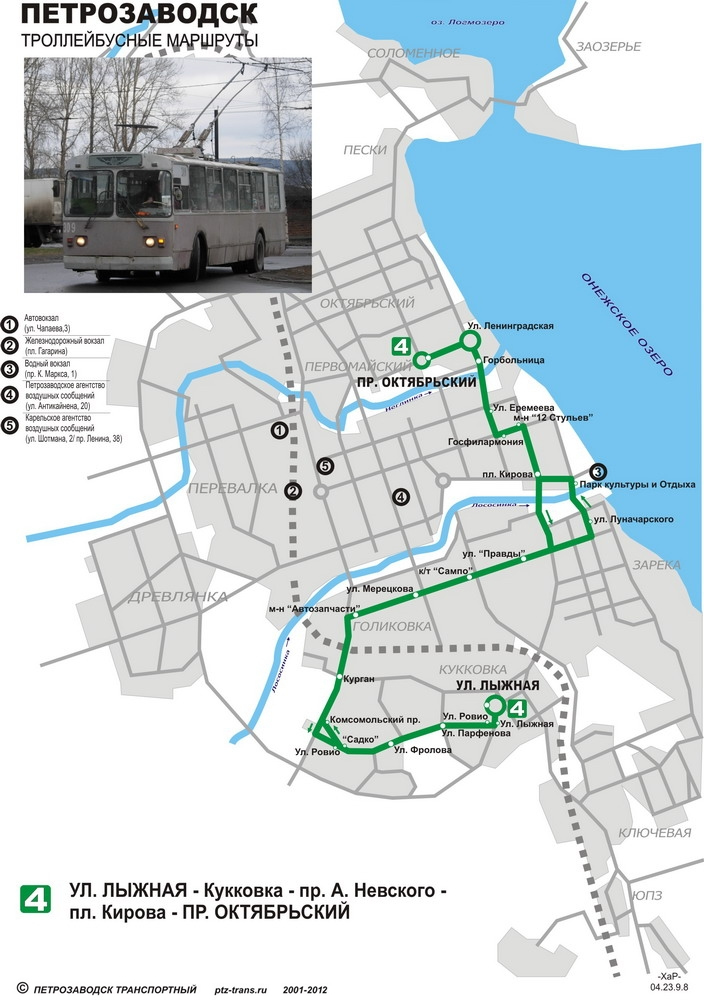 ПЕТРОЗАВОДСК
ТРОЛЛЕЙБУСНЫЕ МАРШРУТЫ
оз. Логмозеро
ЗАОЗЕРЬЕ
СОЛОМЕННОЕ
ПЕСКИ
ОНЕЖСКОЕ ОЗЕРО
ОКТЯБРЬСКИЙ
1 Автовокзал
(ул. Чапаева,3)
2 Железнодорожный вокзал
(пл. Гагарина)
3 Водный вокзал
(пр. К. Маркса, 1)
4 Петрозаводское агентство
воздушных сообщений
(ул. Антикайнена, 20)
5 Карельское агентство
воздушных сообщений
(ул. Шотмана, 2/ пр. Ленина, 38)
ул. Ленинградская
4
Горбольница
ПЕРВОМАЙСКИЙ
ПР. ОКТЯБРЬСКИЙ
Неглинка
Ул. Еремеева
м-н "12 Стульев"
Госфилармония
1
5
3
пл. Кирова
Парк культуры и Отдыха
ПЕРЕВАЛКА
2
4
Лососинка
ул. Луначарского
ул. "Правды"
ЗАРЕКА
к/т "Сампо"
ул. Мерецкова
ДРЕВЛЯНКА
м-н "Автозапчасти"
ГОЛИКОВКА
Лососинка
КУККОВКА
Курган
УЛ. ЛЫЖНАЯ
4
Комсомольский пр.
Ул. Ровио
Ул. Лыжная
Ул. Парфенова
"Садко"
Ул. Ровио
Ул. Фролова
КЛЮЧЕВАЯ
ЮПЗ
4 УЛ. ЛЫЖНАЯ - Кукковка - пр. А. Невского -
пл. Кирова - ПР. ОКТЯБРЬСКИЙ
-ХаР-
04.23.9.8
© ПЕТРОЗАВОДСК ТРАНСПОРТНЫЙ ptz-trans.ru 2001-2012